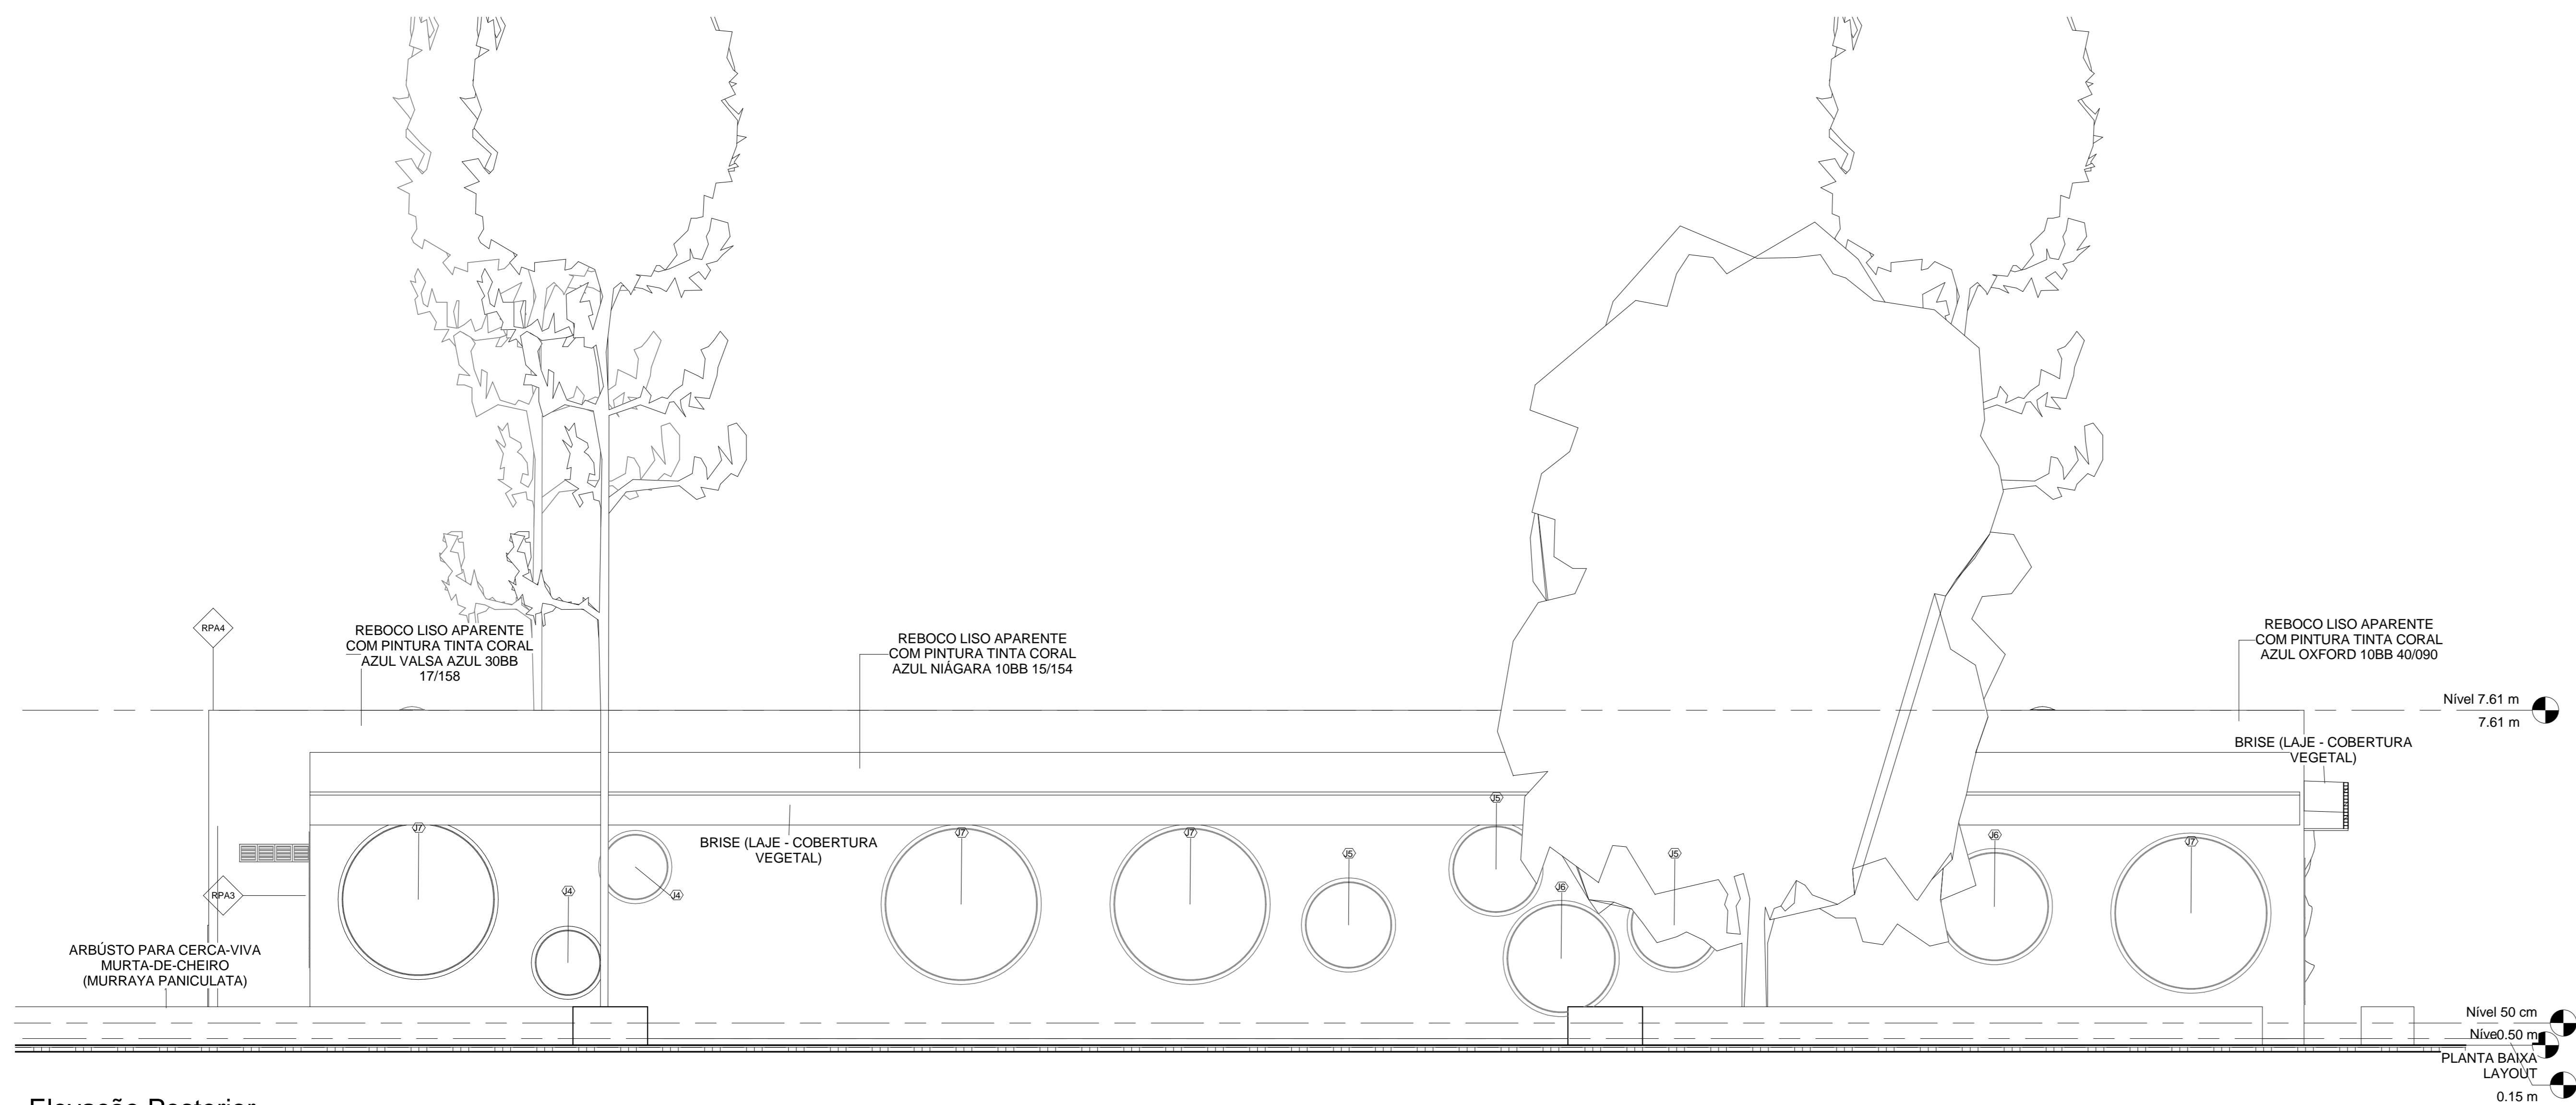 RPA4
REBOCO LISO APARENTE
COM PINTURA TINTA CORAL
AZUL VALSA AZUL 30BB
17/158
REBOCO LISO APARENTE
COM PINTURA TINTA CORAL
AZUL NIÁGARA 10BB 15/154
REBOCO LISO APARENTE
COM PINTURA TINTA CORAL
AZUL OXFORD 10BB 40/090
Nível 7.61 m
7.61 m
BRISE (LAJE - COBERTURA
VEGETAL)
J7
J4
J4
BRISE (LAJE - COBERTURA
VEGETAL)
J7
J7
J5
J5
J6
J5
J6
J7
RPA3
ARBÚSTO PARA CERCA-VIVA
MURTA-DE-CHEIRO
(MURRAYA PANICULATA)
Nível 50 cm
Níve0.50 m
PLANTA BAIXA
LAYOUT
0.15 m
Elevação Posterior